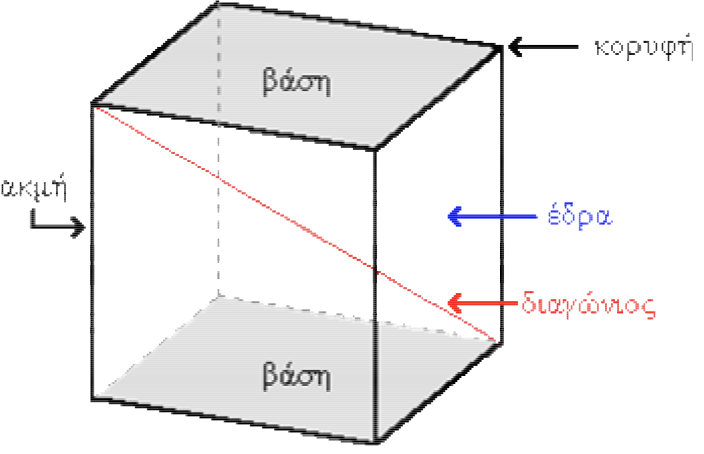 κορυφή
βάση
ακμή
έδρα
διαγώνιος
βάση